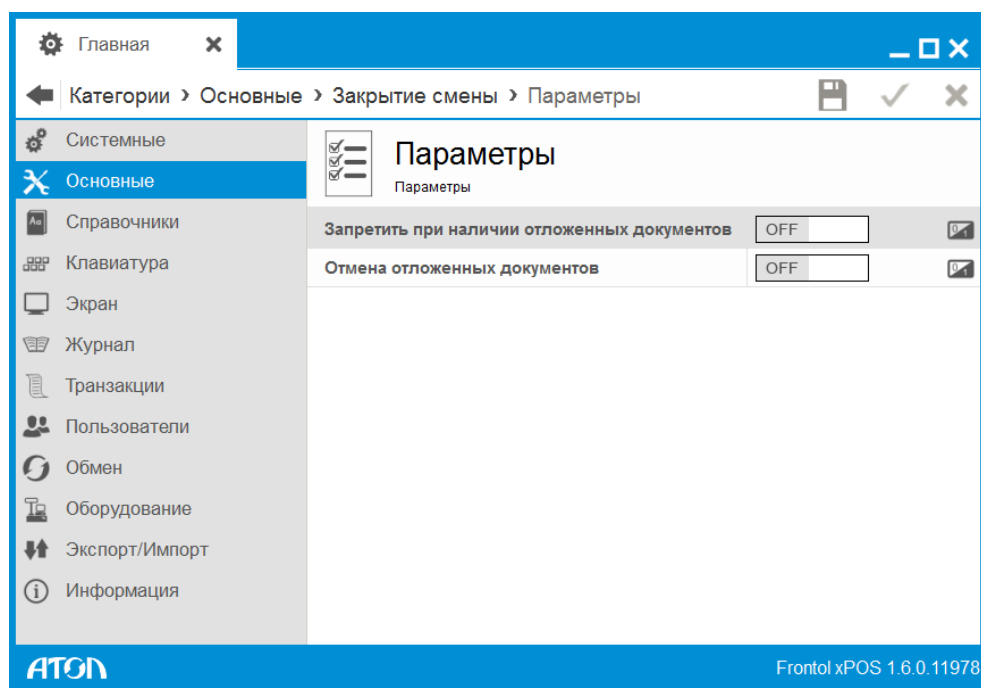 Главная
Категории › Основные › Закрытие смены › Параметры
Системные
Основные
Справочники
Клавиатура
Экран
Журнал
Транзакции
Пользователи
Обмен
Оборудование
Экспорт/Импорт
Информация
Параметры
Параметры
Запретить при наличии отложенных документов OFF
Отмена отложенных документов OFF
АТОЛ Frontol xPOS 1.6.0.11978